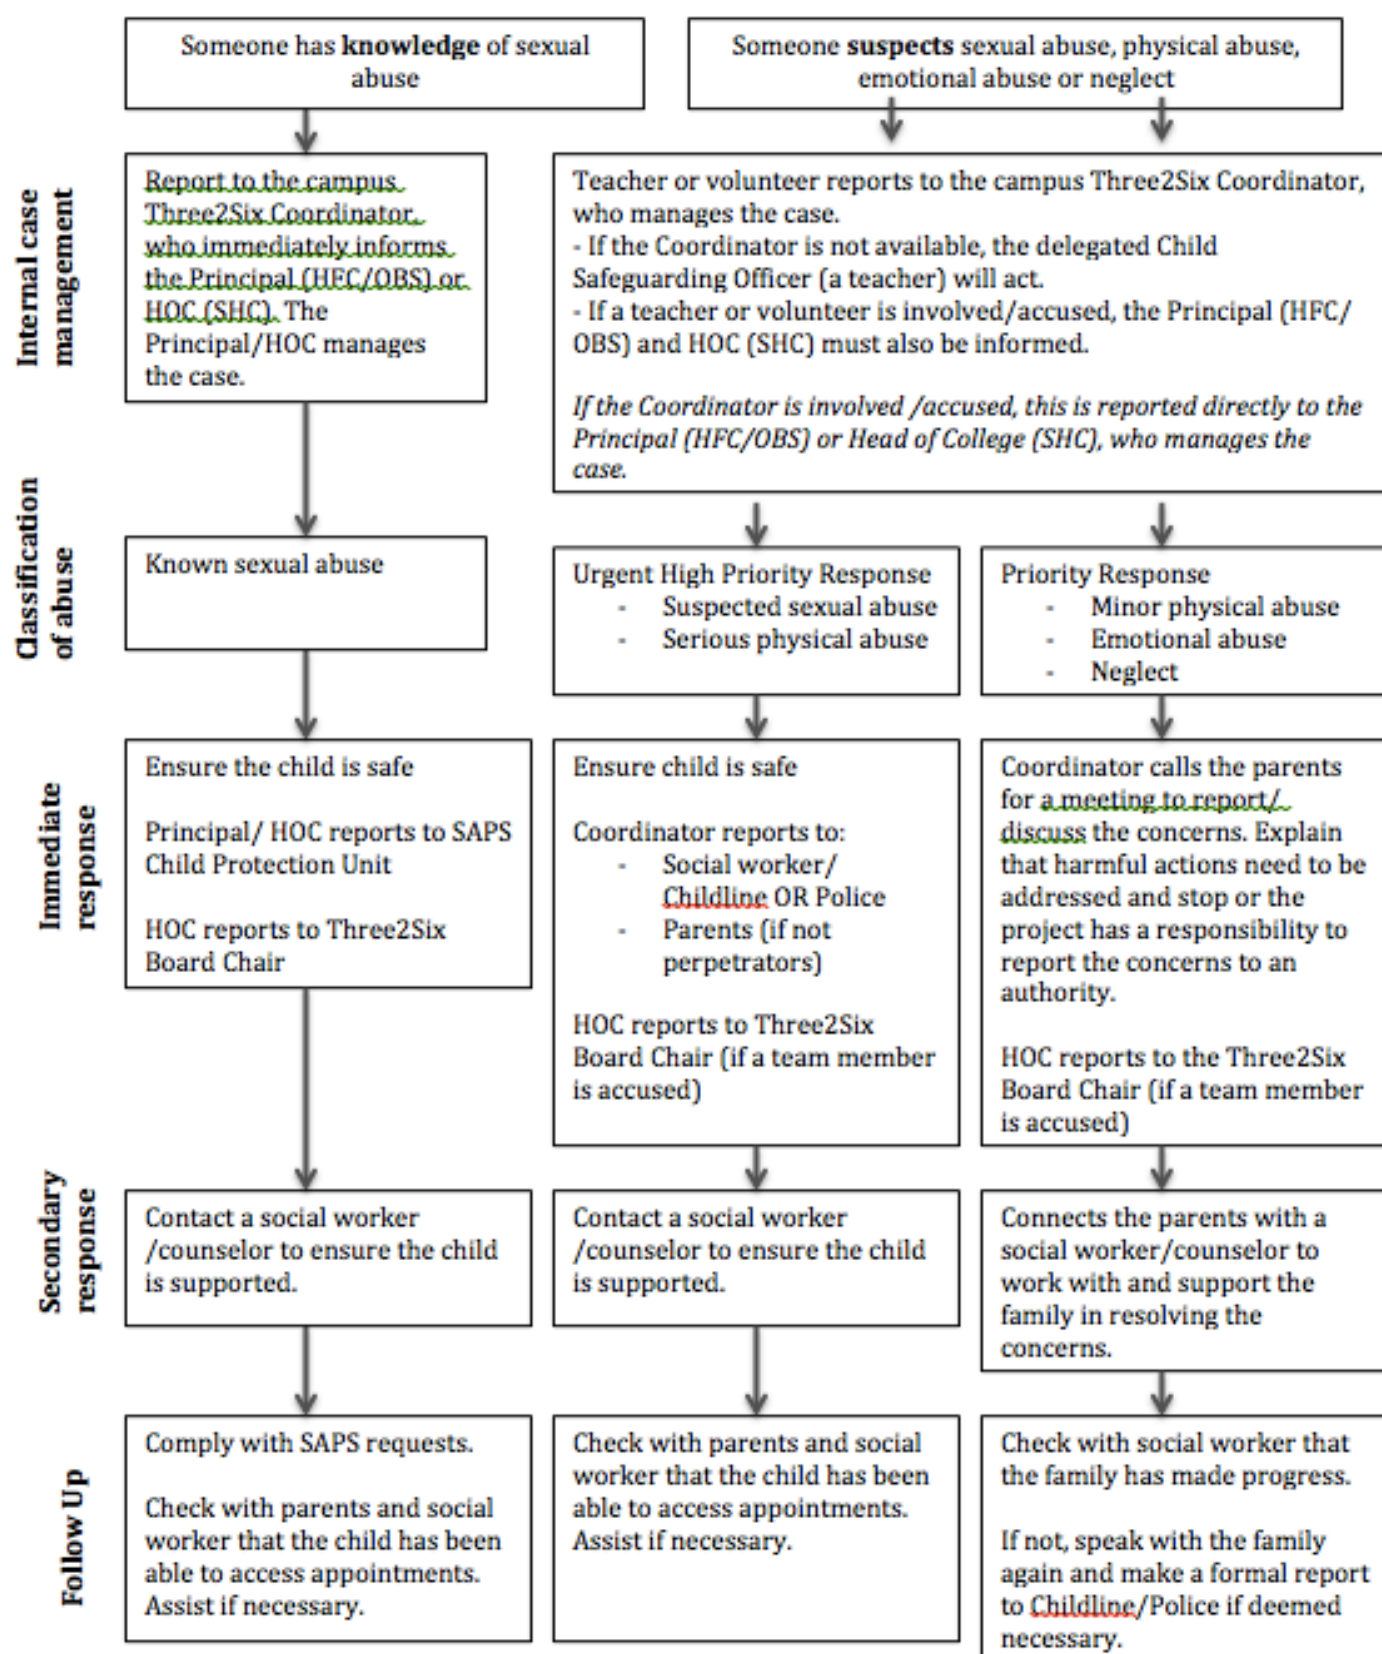 Someone has knowledge of sexual
abuse
Someone suspects sexual abuse, physical abuse,
emotional abuse or neglect
Internal case
management
Report to the campus
Three2Six Coordinator,
who immediately informs
the Principal (HFC/OBS) or
HOC (SHC). The
Principal/HOC manages
the case.
Teacher or volunteer reports to the campus Three2Six Coordinator,
who manages the case.
- If the Coordinator is not available, the delegated Child
Safeguarding Officer (a teacher) will act.
- If a teacher or volunteer is involved/accused, the Principal (HFC/
OBS) and HOC (SHC) must also be informed.
If the Coordinator is involved /accused, this is reported directly to the
Principal (HFC/OBS) or Head of College (SHC), who manages the
case.
Classification
of abuse
Known sexual abuse
Urgent High Priority Response
- Suspected sexual abuse
- Serious physical abuse
Priority Response
- Minor physical abuse
- Emotional abuse
- Neglect
Immediate
response
Ensure the child is safe
Principal/ HOC reports to SAPS
Child Protection Unit
HOC reports to Three2Six
Board Chair
Ensure child is safe
Coordinator reports to:
- Social worker/
Childline OR Police
- Parents (if not
perpetrators)
HOC reports to Three2Six
Board Chair (if a team member
is accused)
Coordinator calls the parents
for a meeting to report/
discuss the concerns. Explain
that harmful actions need to be
addressed and stop or the
project has a responsibility to
report the concerns to an
authority.
HOC reports to the Three2Six
Board Chair (if a team member
is accused)
Secondary
response
Contact a social worker
/counselor to ensure the child
is supported.
Contact a social worker
/counselor to ensure the child
is supported.
Connects the parents with a
social worker/counselor to
work with and support the
family in resolving the
concerns.
Follow Up
Comply with SAPS requests.
Check with parents and social
worker that the child has been
able to access appointments.
Assist if necessary.
Check with parents and social
worker that the child has been
able to access appointments.
Assist if necessary.
Check with social worker that
the family has made progress.
If not, speak with the family
again and make a formal report
to Childline/Police if deemed
necessary.